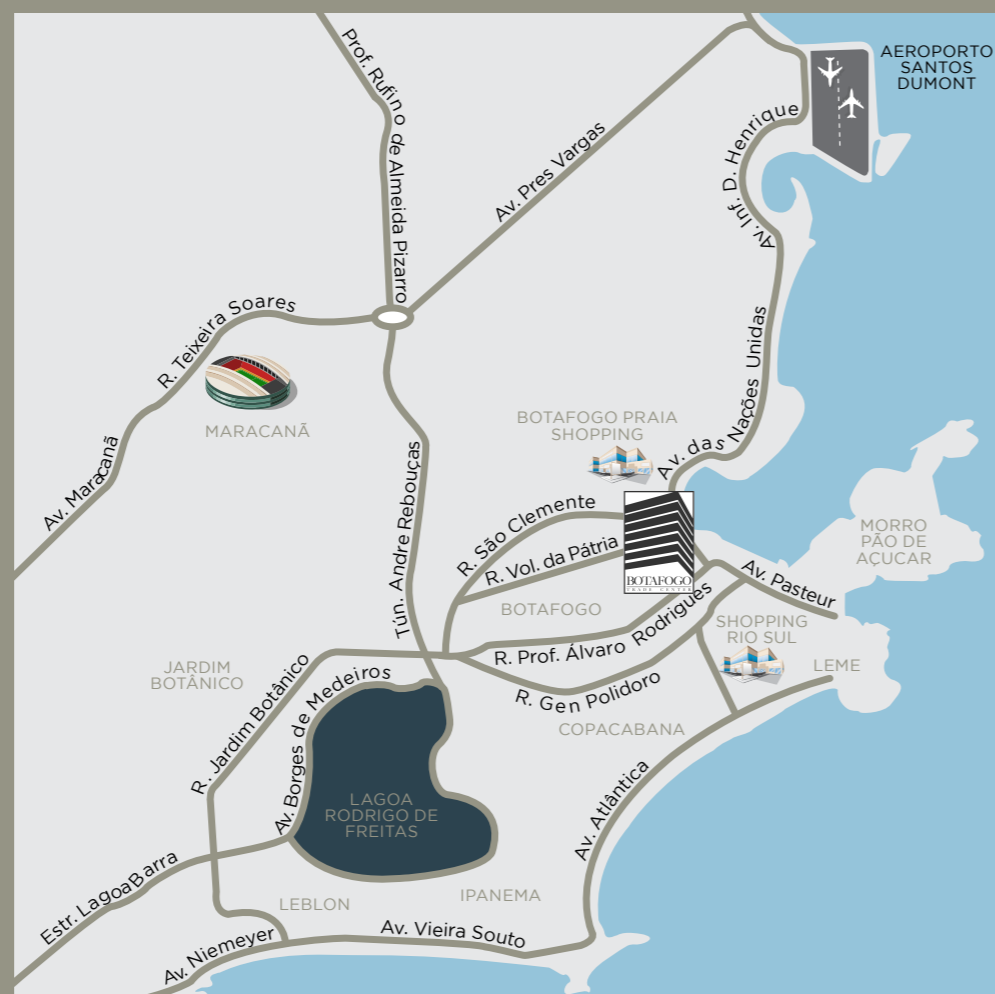 AEROPORTO
SANTOS
DUMONT
Prof. Rufino de Almeida Pizarro
Av. Pres Vargas
Av. Inf. D. Henrique
R. Teixeira Soares
Av. das Nações Unidas
MARACANÃ
BOTAFOGO PRAIA
SHOPPING
Av. Maracanã
Tún. Andre Rebouças
R. São Clemente
R. Vol. da Pátria
BOTAFOGO
TRADE CENTER
MORRO
PÃO DE
AÇUCAR
Av. Pasteur
BOTAFOGO
SHOPPING
RIO SUL
R. Prof. Álvaro Rodrigues
LEME
JARDIM
BOTÂNICO
R. Gen Polidoro
R. Jardim Botânico
Av. Borges de Medeiros
COPACABANA
LAGOA
RODRIGO DE
FREITAS
Av. Atlântica
Estr. LagoaBarra
LEBLON
IPANEMA
Av. Niemeyer
Av. Vieira Souto